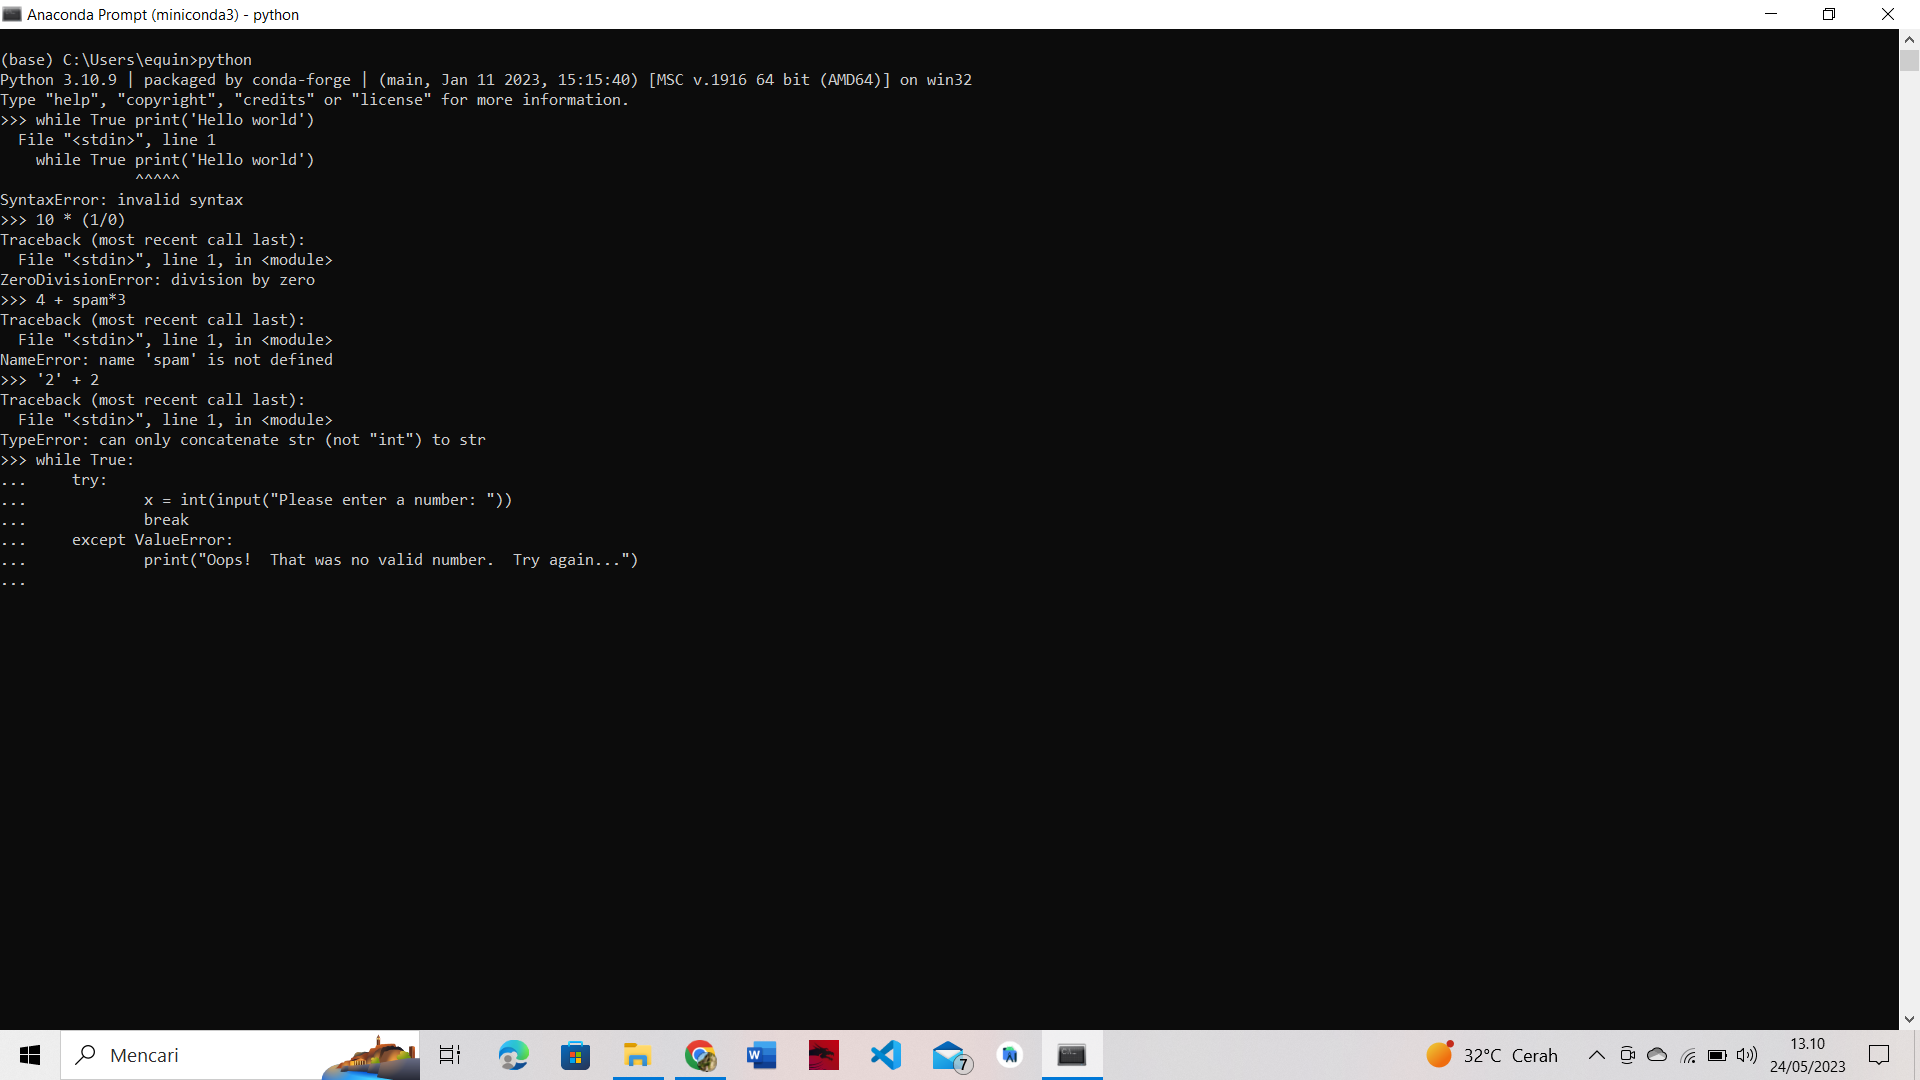 Anaconda Prompt (miniconda3) - python
(base) C:\Users\equin>python
Python 3.10.9 | packaged by conda-forge | (main, Jan 11 2023, 15:15:40) [MSC v.1916 64 bit (AMD64)] on win32
Type "help", "copyright", "credits" or "license" for more information.
>>> while True print('Hello world')
  File "<stdin>", line 1
    while True print('Hello world')
               ^^^^^
SyntaxError: invalid syntax
>>> 10 * (1/0)
Traceback (most recent call last):
  File "<stdin>", line 1, in <module>
ZeroDivisionError: division by zero
>>> 4 + spam*3
Traceback (most recent call last):
  File "<stdin>", line 1, in <module>
NameError: name 'spam' is not defined
>>> '2' + 2
Traceback (most recent call last):
  File "<stdin>", line 1, in <module>
TypeError: can only concatenate str (not "int") to str
>>> while True:
...     try:
...             x = int(input("Please enter a number: "))
...             break
...     except ValueError:
...             print("Oops!  That was no valid number.  Try again...")
...
Mencari
W
7
32°C Cerah
13.10
24/05/2023